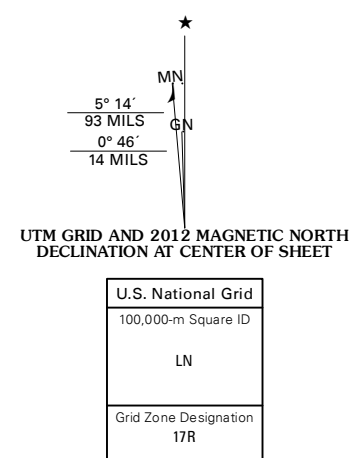 ★
MN
5° 14´
93 MILS
GN
0° 46´
14 MILS
UTM GRID AND 2012 MAGNETIC NORTH
DECLINATION AT CENTER OF SHEET
U.S. National Grid
100,000-m Square ID
LN
Grid Zone Designation
17R